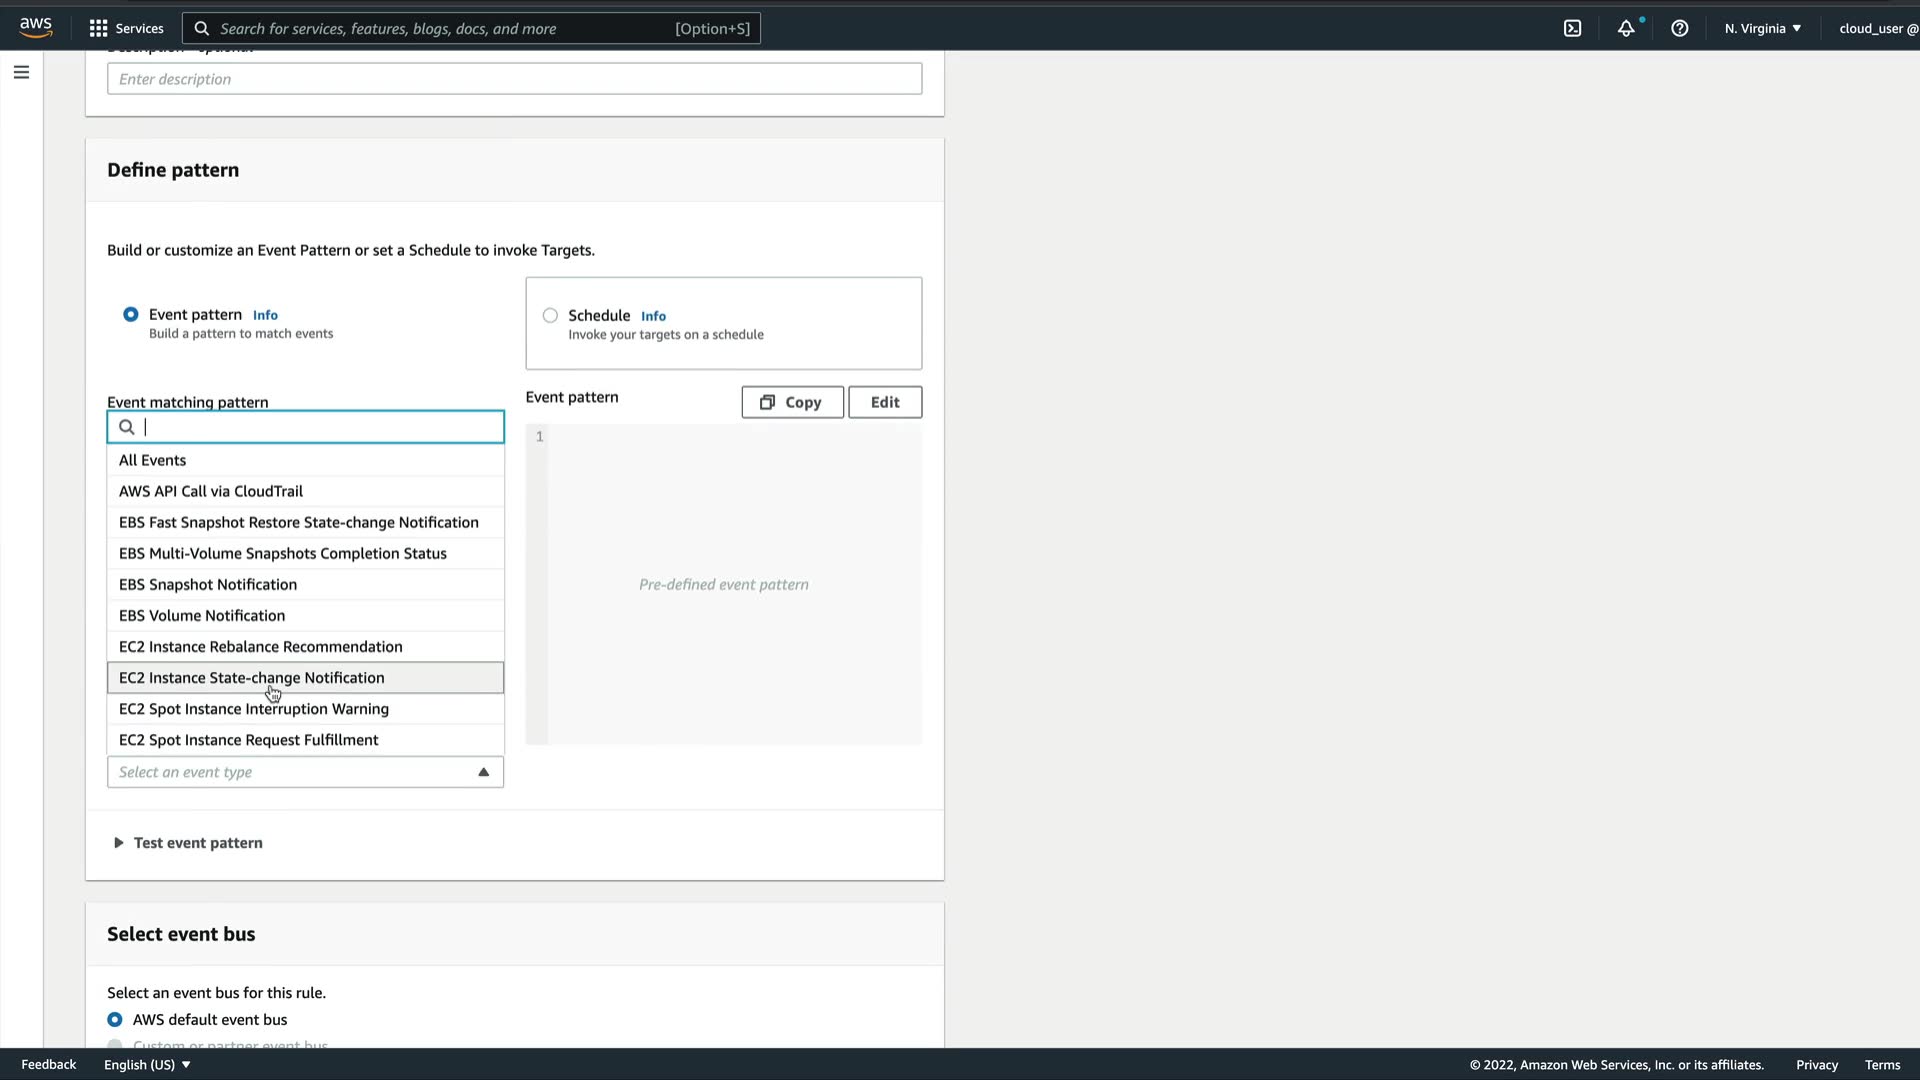 aws
Services
Search for services, features, blogs, docs, and more
[Option+S]
N. Virginia
cloud_user @
Description - optional
Enter description
Define pattern
Build or customize an Event Pattern or set a Schedule to invoke Targets.
Event pattern Info
Build a pattern to match events
Schedule Info
Invoke your targets on a schedule
Event matching pattern
Event pattern
Copy
Edit
1
All Events
AWS API Call via CloudTrail
EBS Fast Snapshot Restore State-change Notification
EBS Multi-Volume Snapshots Completion Status
EBS Snapshot Notification
EBS Volume Notification
EC2 Instance Rebalance Recommendation
EC2 Instance State-change Notification
EC2 Spot Instance Interruption Warning
EC2 Spot Instance Request Fulfillment
Pre-defined event pattern
Select an event type
Test event pattern
Select event bus
Select an event bus for this rule.
AWS default event bus
Custom or partner event bus
Feedback
English (US)
© 2022, Amazon Web Services, Inc. or its affiliates.
Privacy
Terms